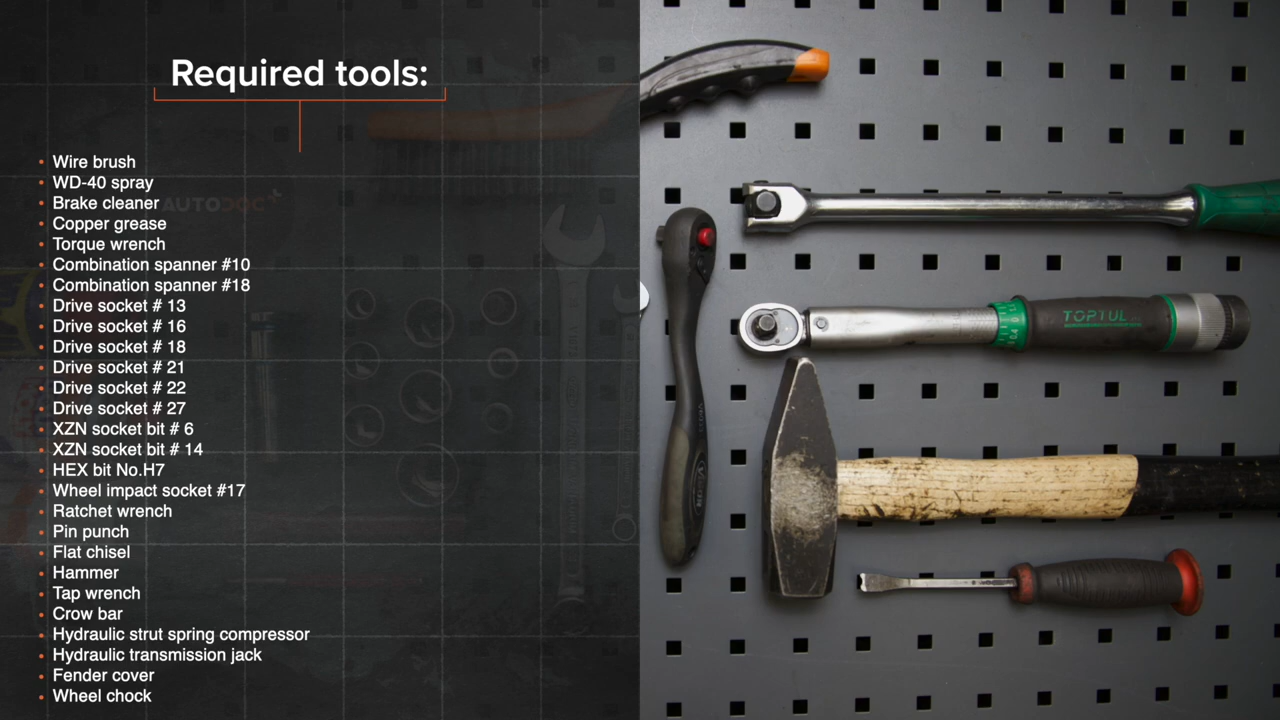 Required tools:
Wire brush
WD-40 spray
Brake cleaner
AUTODOC
Copper grease
Torque wrench
Combination spanner #10
Combination spanner #18
Drive socket # 13
Drive socket # 16
Drive socket # 18
Drive socket # 21
Drive socket # 22
Drive socket # 27
XZN socket bit # 6
XZN socket bit # 14
HEX bit No.H7
Wheel impact socket #17
Ratchet wrench
Pin punch
Flat chisel
Hammer
Tap wrench
Crow bar
Hydraulic strut spring compressor
Hydraulic transmission jack
Fender cover
Wheel chock
TOPTUL